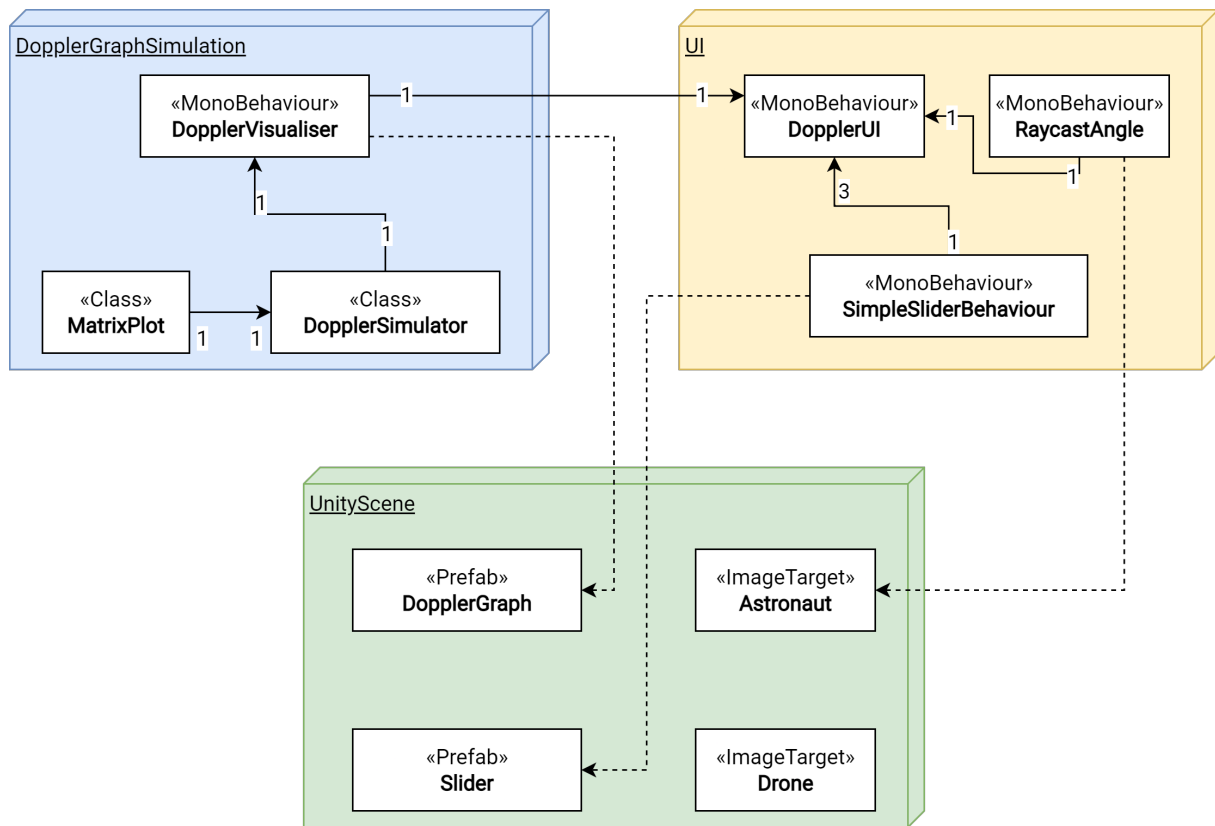 DopplerGraphSimulation
«MonoBehaviour»
DopplerVisualiser
1
1
1
1
«Class»
MatrixPlot
1
1
«Class»
DopplerSimulator
UI
«MonoBehaviour»
DopplerUI
«MonoBehaviour»
RaycastAngle
1
1
3
1
«MonoBehaviour»
SimpleSliderBehaviour
UnityScene
«Prefab»
DopplerGraph
«ImageTarget»
Astronaut
«Prefab»
Slider
«ImageTarget»
Drone